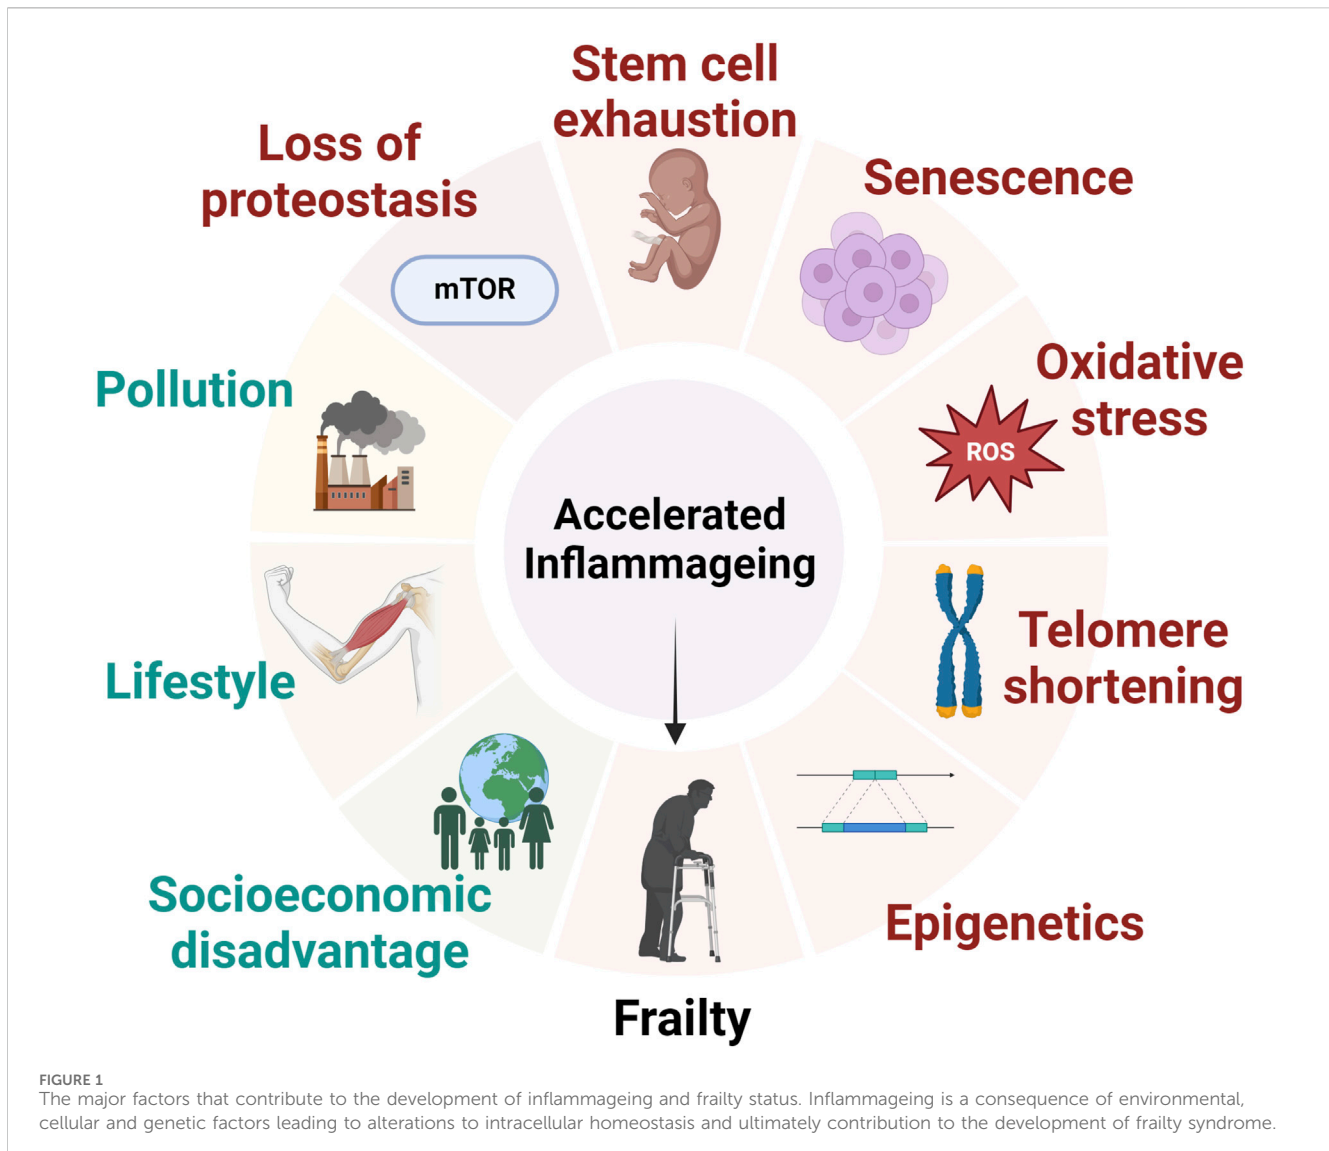 Stem cell
exhaustion
Loss of
proteostasis
Senescence
mTOR
Oxidative
stress
Pollution
ROS
Accelerated
Inflammageing
Telomere
shortening
Lifestyle
Socioeconomic
disadvantage
Epigenetics
Frailty
FIGURE 1
The major factors that contribute to the development of inflammageing and frailty status. Inflammageing is a consequence of environmental,
cellular and genetic factors leading to alterations to intracellular homeostasis and ultimately contribution to the development of frailty syndrome.